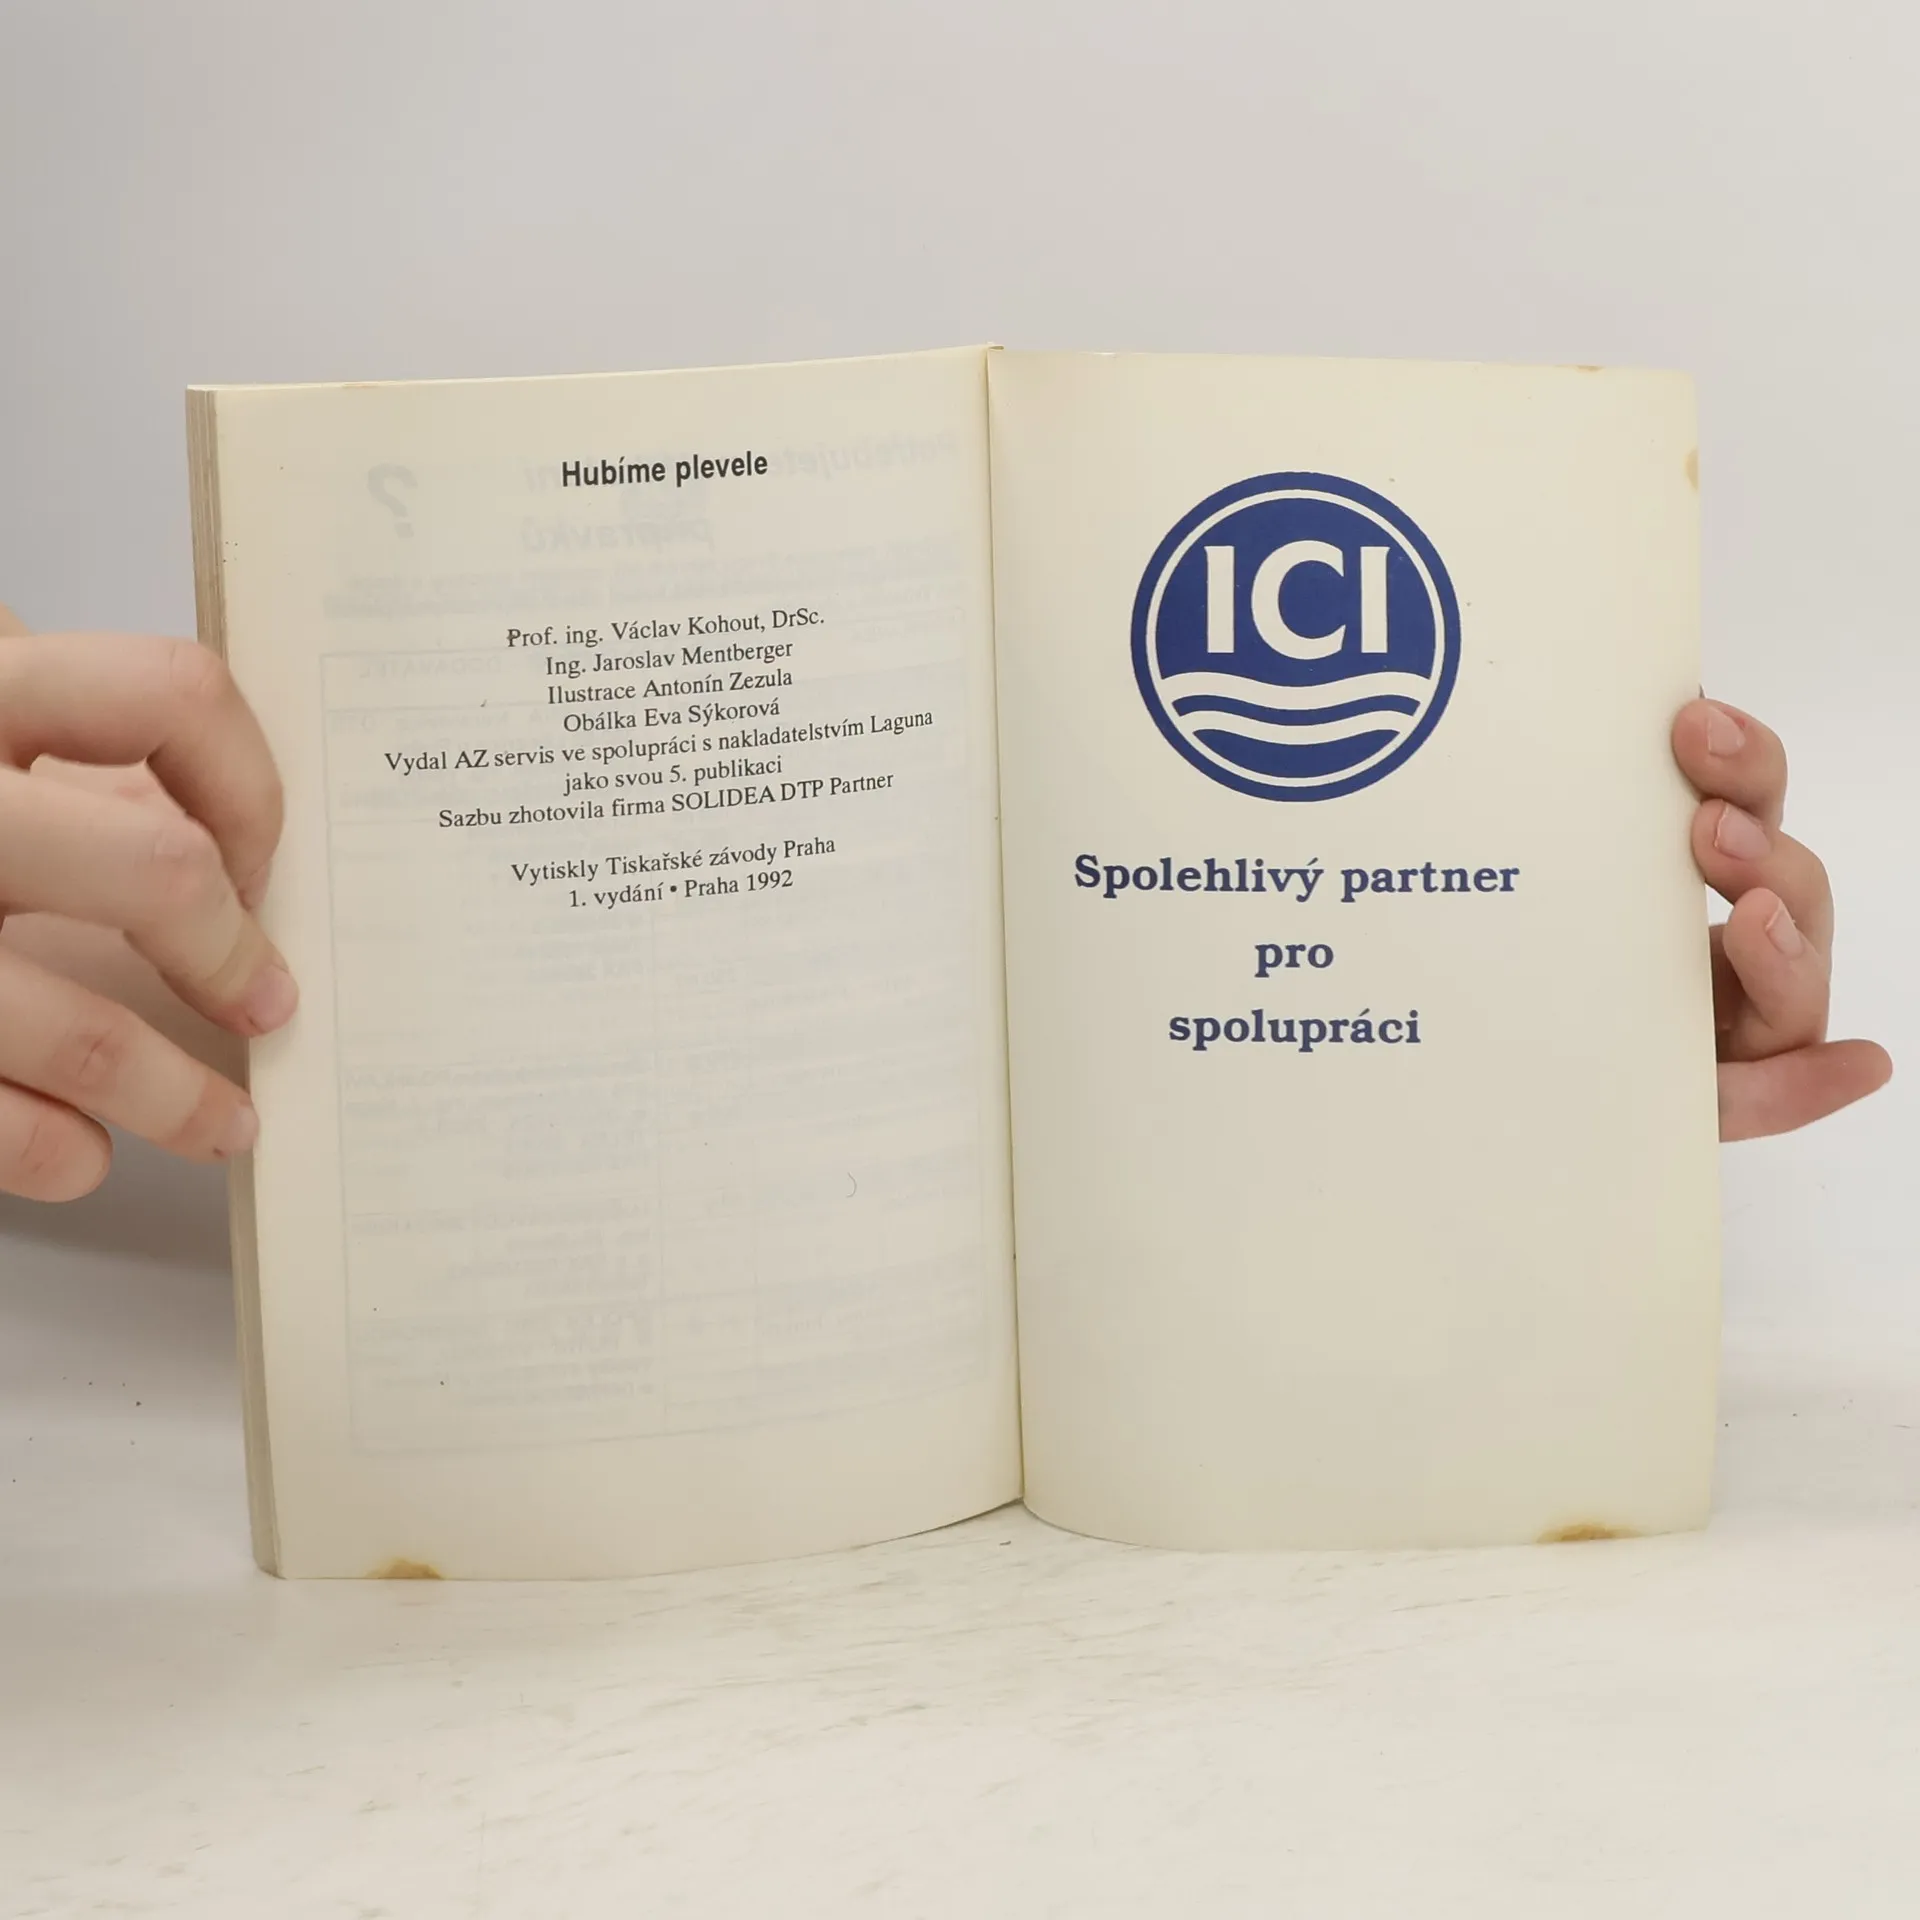 Hubíme plevele
Prof. ing. Václav Kohout, DrSc.
Ing. Jaroslav Mentberger
Ilustrace Antonín Zezula
Obálka Eva Sýkorová
Vydal AZ servis ve spolupráci s nakladatelstvím Laguna
jako svou 5. publikaci
Sazbu zhotovila firma SOLIDEA DTP Partner
Vytiskly Tiskařské závody Praha
1. vydání • Praha 1992
ICI
Spolehlivý partner
pro
spolupráci